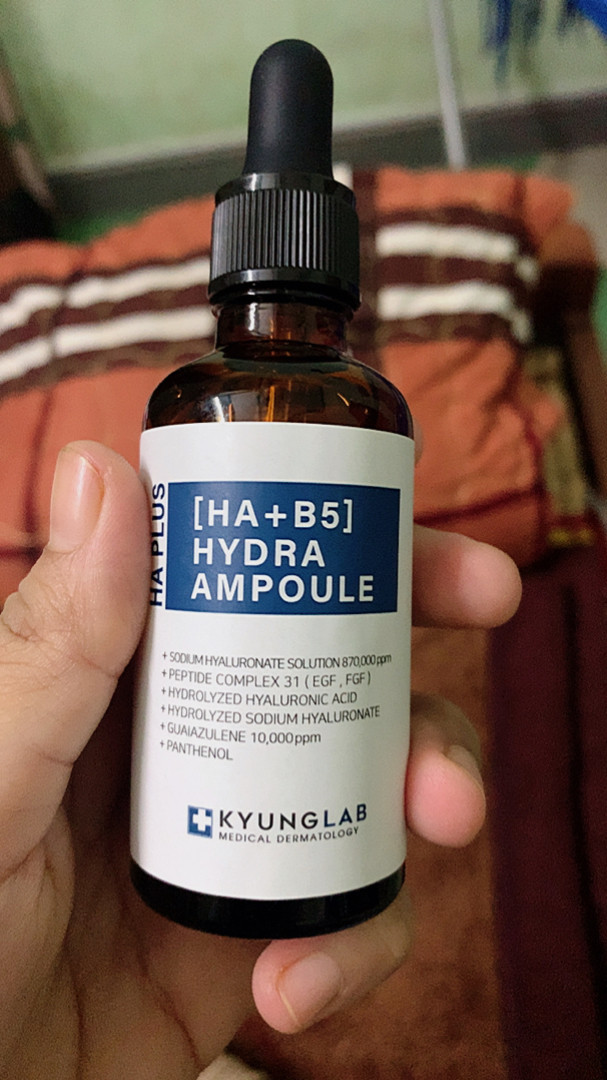 HA PLUS
[HA+B5]
HYDRA
AMPOULE
+ SODIUM HYALURONATE SOLUTION 870,000 ppm
+ PEPTIDE COMPLEX 31 ( EGF , FGF )
+ HYDROLYZED HYALURONIC ACID
+ HYDROLYZED SODIUM HYALURONATE
+ GUAIAZULENE 10,000 ppm
+ PANTHENOL
KYUNGLAB
MEDICAL DERMATOLOGY